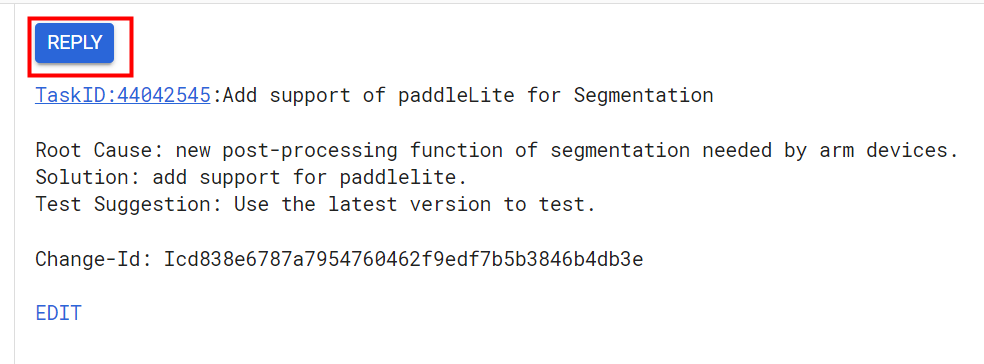 REPLY
TaskID:44042545:Add support of paddleLite for Segmentation
Root Cause: new post-processing function of segmentation needed by arm devices.
Solution: add support for paddlelite.
Test Suggestion: Use the latest version to test.
Change-Id: Icd838e6787a7954760462f9edf7b5b3846b4db3e
EDIT